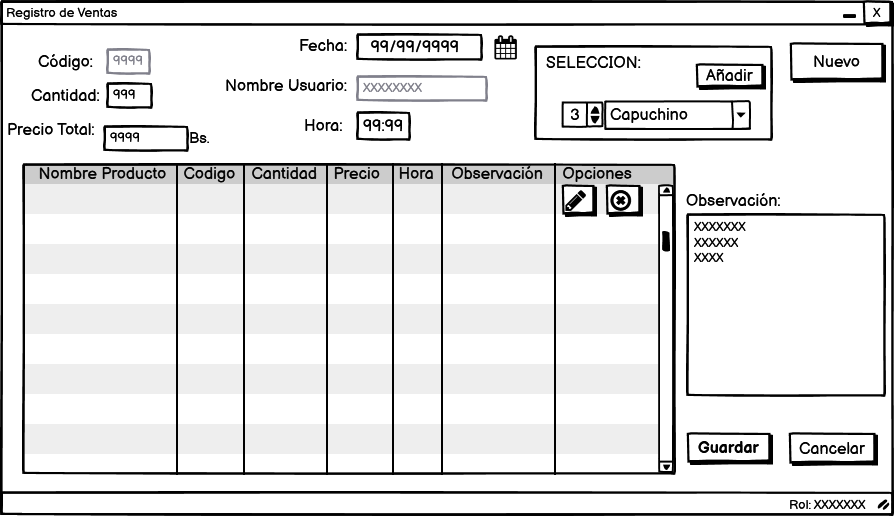 Registro de Ventas
X
Código: 9999
Cantidad: 999
Precio Total: 9999 Bs.
Fecha: 99/99/9999
Nombre Usuario: XXXXXXXX
Hora: 99:99
SELECCION:
Añadir
3 Capuchino
Nuevo
Nombre Producto Codigo Cantidad Precio Hora Observación Opciones
Observación:
XXXXXXX
XXXXXX
XXXX
Guardar Cancelar
Rol: XXXXXXX